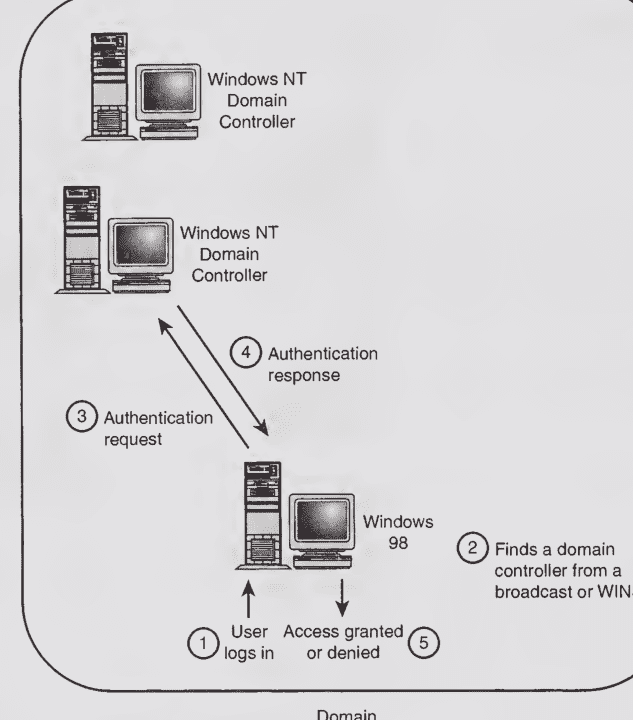 Windows NT
Domain
Controller
Windows NT
Domain
Controller
4 Authentication
response
3 Authentication
request
Windows
98
2 Finds a domain
controller from a
broadcast or WIN
1 User
logs in
Access granted
or denied 5
Domain